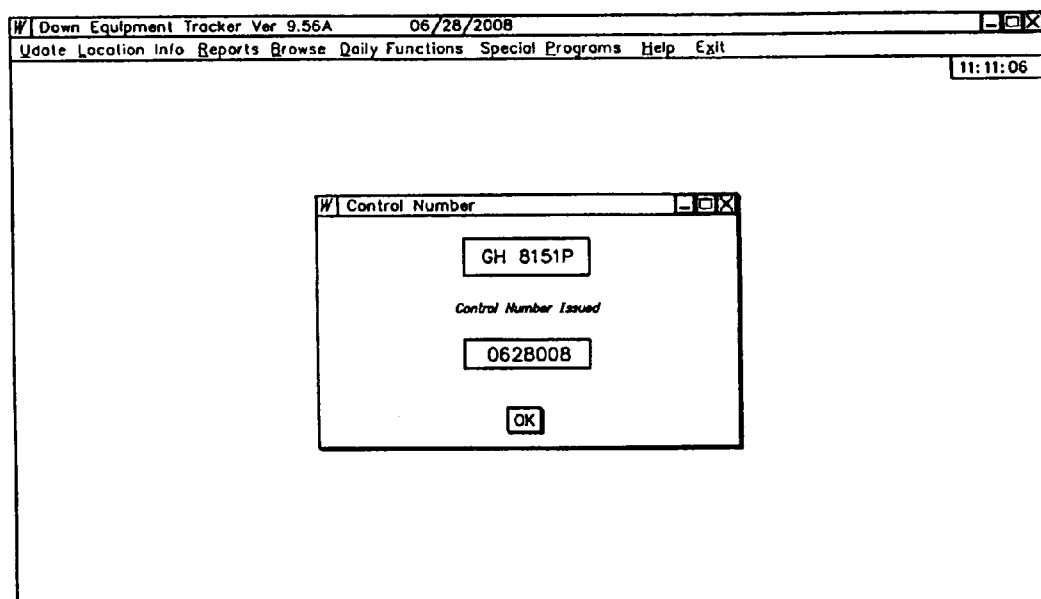 W Down Equipment Tracker Ver 9.56A 06/28/2008
Udate Location Info Reports Browse Daily Functions Special Programs Help Exit
11:11:06
W Control Number
GH 8151P
Control Number Issued
0628008
OK